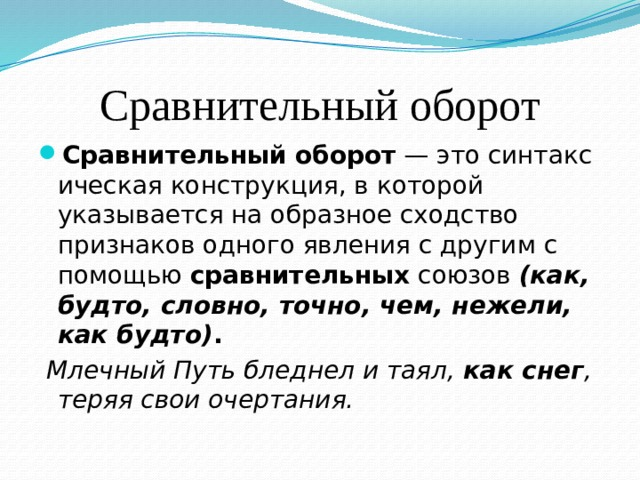 Сравнительный оборот
Сравнительный оборот — это синтакс
ическая конструкция, в которой
указывается на образное сходство
признаков одного явления с другим с
помощью сравнительных союзов (как,
будто, словно, точно, чем, нежели,
как будто).
Млечный Путь бледнел и таял, как снег,
теряя свои очертания.